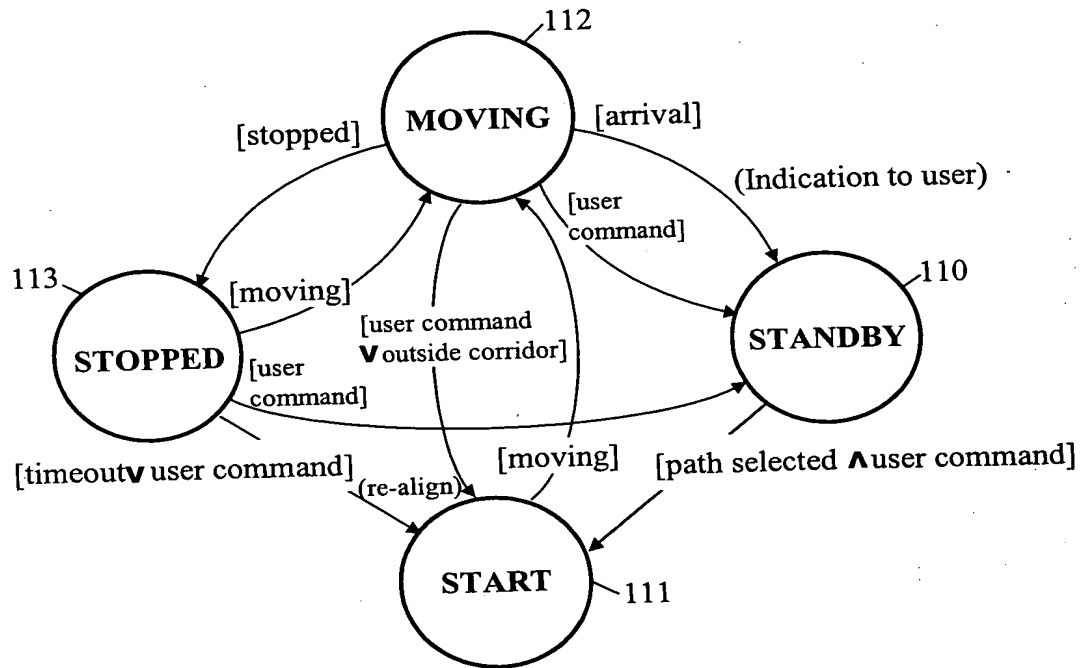 112
MOVING
[arrival]
[stopped]
(Indication to user)
[user
command]
113
110
[moving]
STOPPED
[user command
V outside corridor]
STANDBY
[user
command]
[timeout V user command]
[moving]
[path selected Λ user command]
(re-align)
START
111